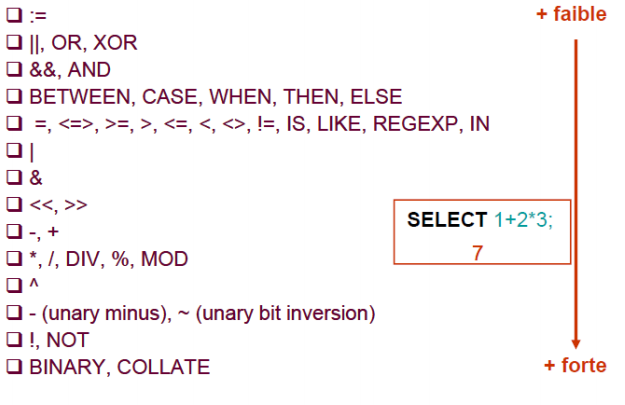 ❑ :=
+ faible
❑ ||, OR, XOR
❑ &&, AND
❑ BETWEEN, CASE, WHEN, THEN, ELSE
❑ =, <=>, >=, >, <=, <, <>, !=, IS, LIKE, REGEXP, IN
❑ |
❑ &
❑ <<, >>
❑ -, +
❑ *, /, DIV, %, MOD
❑ ^
❑ - (unary minus), ~ (unary bit inversion)
❑ !, NOT
❑ BINARY, COLLATE
SELECT 1+2*3;
7
+ forte